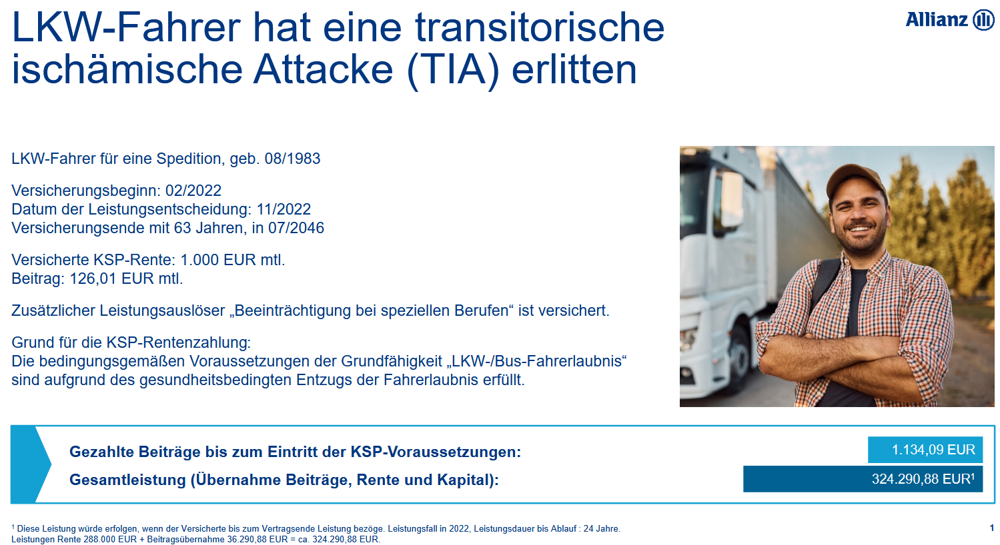 LKW-Fahrer hat eine transitorische
ischämische Attacke (TIA) erlitten
Allianz
LKW-Fahrer für eine Spedition, geb. 08/1983
Versicherungsbeginn: 02/2022
Datum der Leistungsentscheidung: 11/2022
Versicherungsende mit 63 Jahren, in 07/2046
Versicherte KSP-Rente: 1.000 EUR mtl.
Beitrag: 126,01 EUR mtl.
Zusätzlicher Leistungsauslöser „Beeinträchtigung bei speziellen Berufen“ ist versichert.
Grund für die KSP-Rentenzahlung:
Die bedingungsgemäßen Voraussetzungen der Grundfähigkeit „LKW-/Bus-Fahrerlaubnis“
sind aufgrund des gesundheitsbedingten Entzugs der Fahrerlaubnis erfüllt.
Gezahlte Beiträge bis zum Eintritt der KSP-Voraussetzungen: 1.134,09 EUR
Gesamtleistung (Übernahme Beiträge, Rente und Kapital): 324.290,88 EUR¹
¹ Diese Leistung würde erfolgen, wenn der Versicherte bis zum Vertragsende Leistung bezöge. Leistungsfall in 2022, Leistungsdauer bis Ablauf : 24 Jahre.
Leistungen Rente 288.000 EUR + Beitragsübernahme 36.290,88 EUR = ca. 324.290,88 EUR.
1